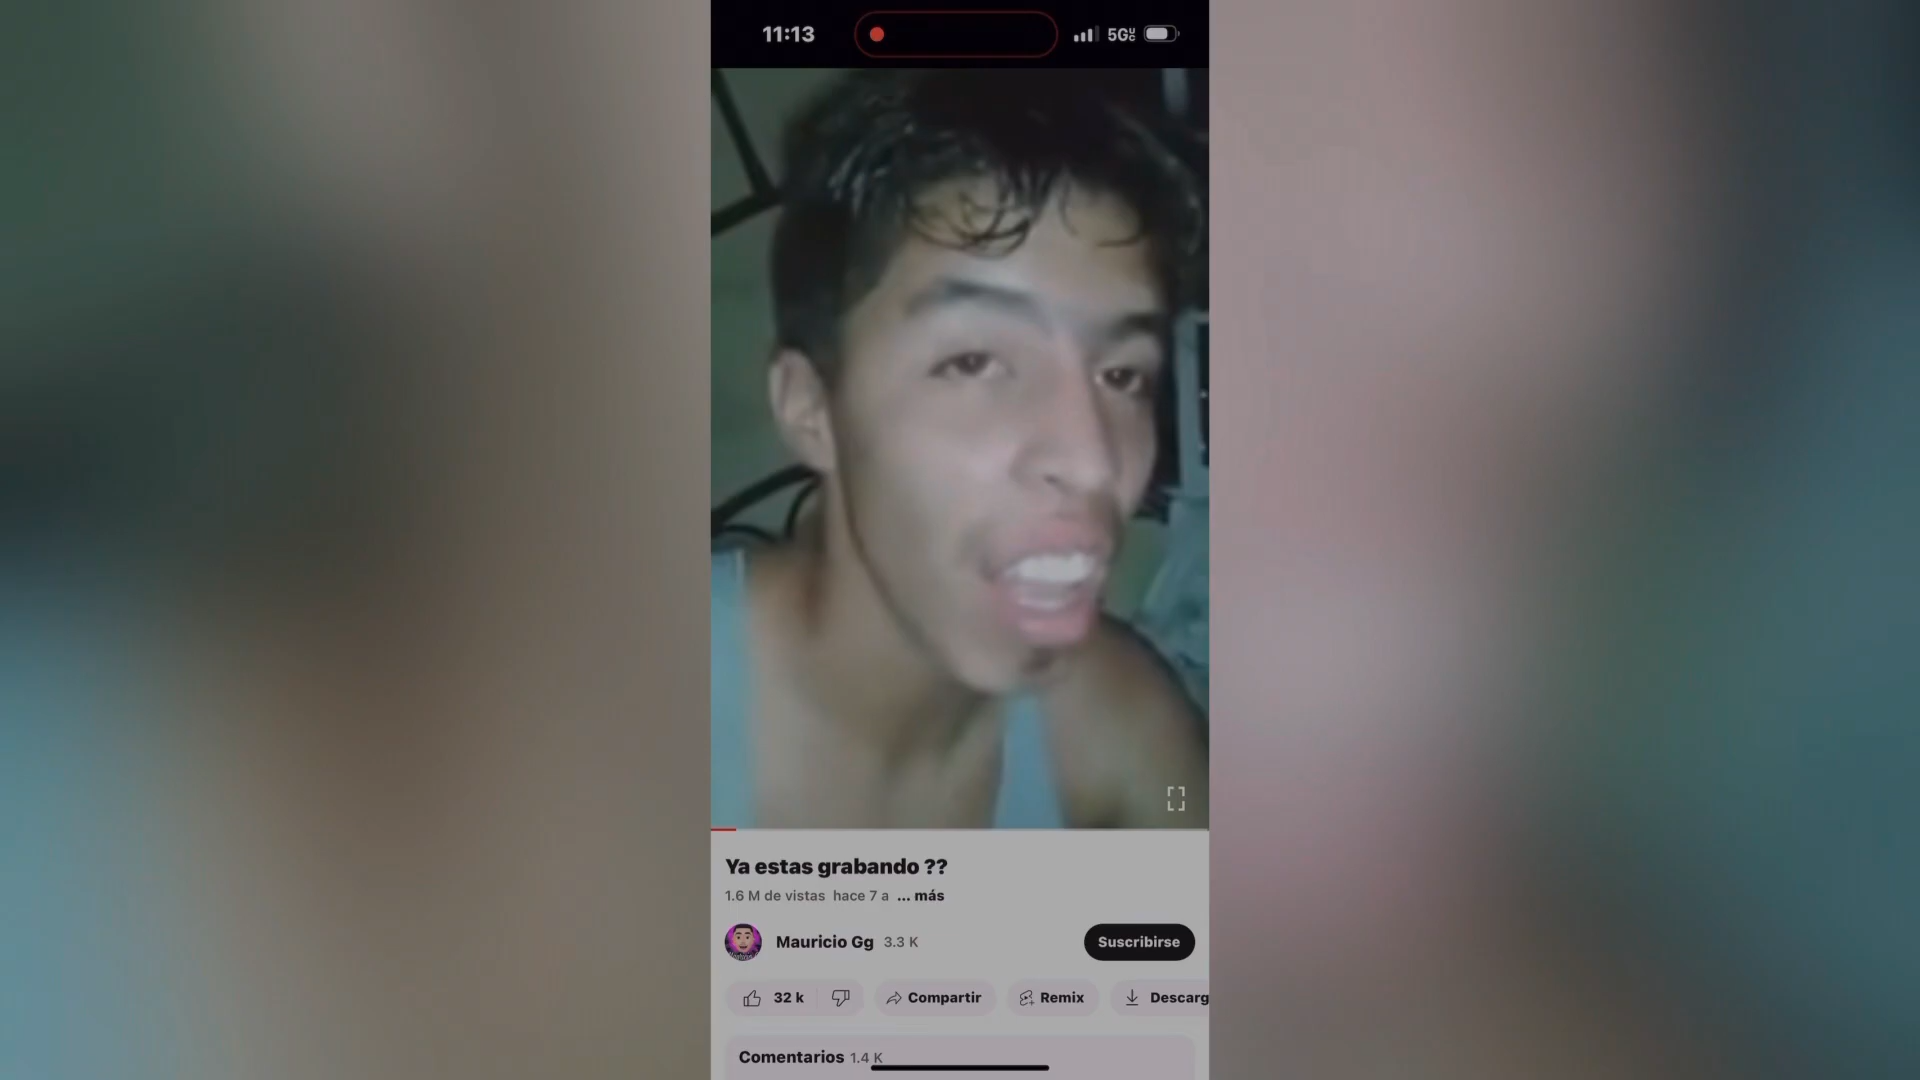 11:13
5G UC
Ya estas grabando ??
1.6 M de vistas hace 7 a ... más
Mauricio Gg 3.3 K
Suscribirse
32 k
Compartir
Remix
Descarg
Comentarios 1.4 K